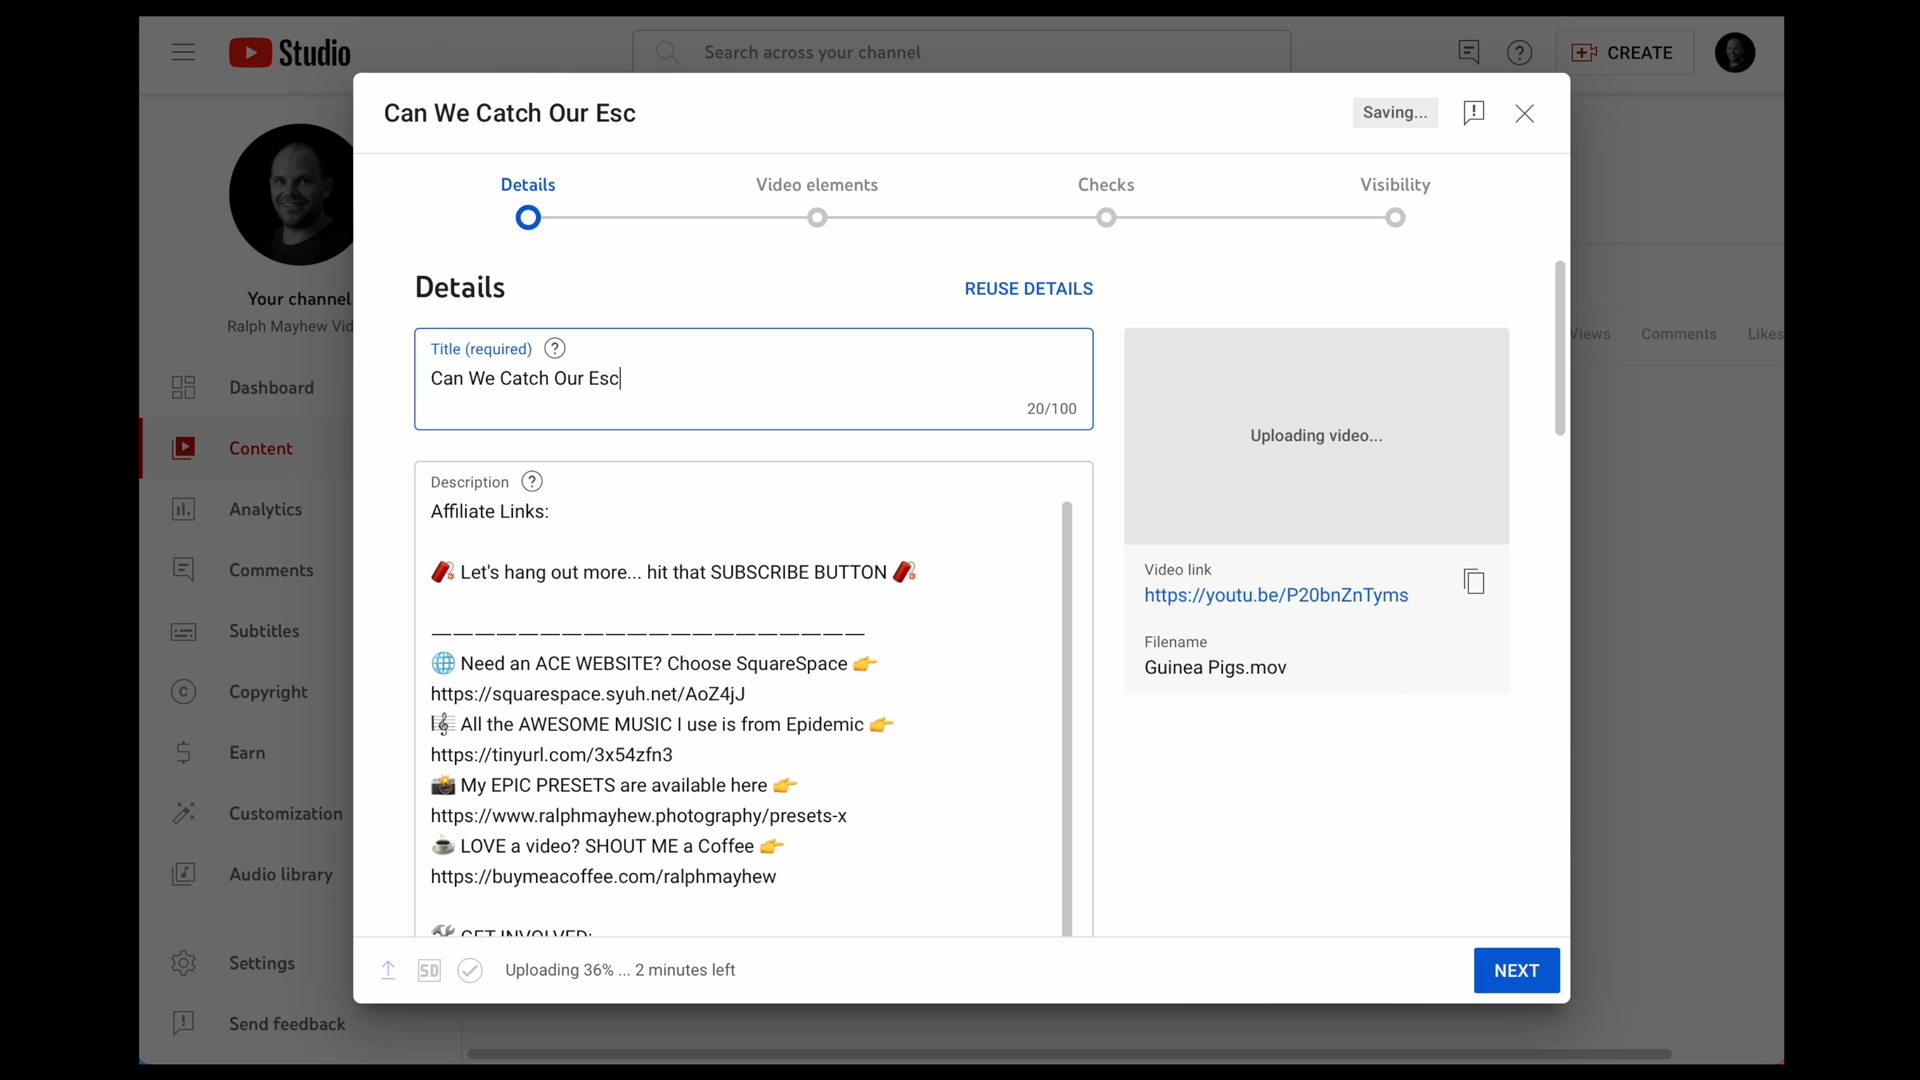 Studio
Search across your channel
CREATE
Can We Catch Our Esc
Saving...
Details
Video elements
Checks
Visibility
Your channel
Ralph Mayhew Vid
Dashboard
Content
Analytics
Comments
Subtitles
Copyright
Earn
Customization
Audio library
Settings
Send feedback
Details
REUSE DETAILS
Title (required)
Can We Catch Our Esc
20/100
Description
Affiliate Links:
🧨 Let's hang out more... hit that SUBSCRIBE BUTTON 🧨
————————————————————
🌐 Need an ACE WEBSITE? Choose SquareSpace 👉
https://squarespace.syuh.net/AoZ4jJ
🎼 All the AWESOME MUSIC I use is from Epidemic 👉
https://tinyurl.com/3x54zfn3
📸 My EPIC PRESETS are available here 👉
https://www.ralphmayhew.photography/presets-x
☕ LOVE a video? SHOUT ME a Coffee 👉
https://buymeacoffee.com/ralphmayhew
🛠 GET INVOLVED:
Uploading video...
Video link
https://youtu.be/P20bnZnTyms
Filename
Guinea Pigs.mov
Views
Comments
Likes
SD
Uploading 36% ... 2 minutes left
NEXT